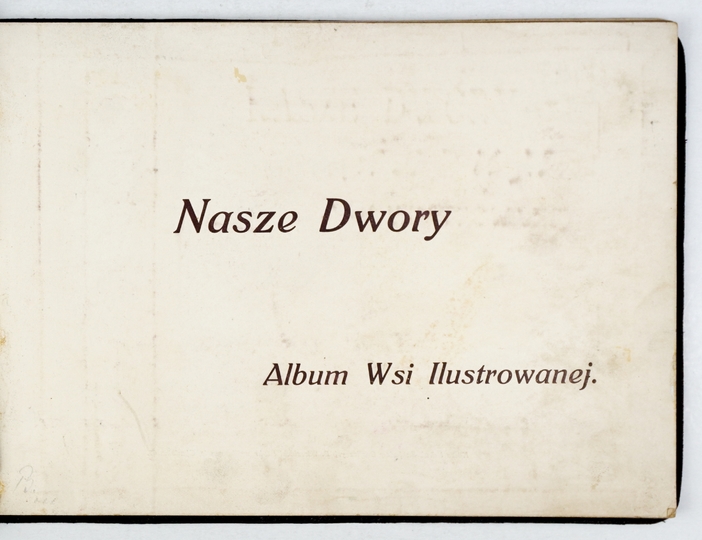 Nasze Dwory
Album Wsi Ilustrowanej.